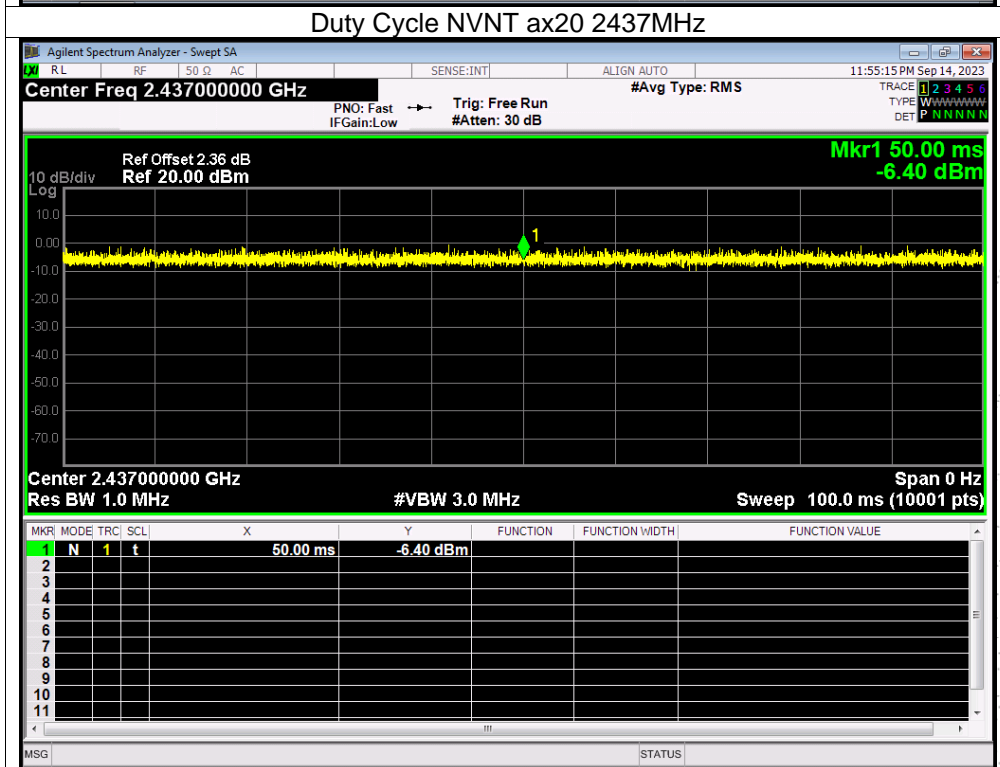 Duty Cycle NVNT ax20 2437MHz
Agilent Spectrum Analyzer - Swept SA
LXI RL RF 50 Ω AC SENSE:INT ALIGN AUTO 11:55:15 PM Sep 14, 2023
Center Freq 2.437000000 GHz #Avg Type: RMS TRACE 1 2 3 4 5 6
PNO: Fast Trig: Free Run TYPE WWWWWW
IFGain:Low #Atten: 30 dB DET P N N N N N
Mkr1 50.00 ms
Ref Offset 2.36 dB
10 dB/div Ref 20.00 dBm -6.40 dBm
Log
10.0
1
0.00
-10.0
-20.0
-30.0
-40.0
-50.0
-60.0
-70.0
Center 2.437000000 GHz Span 0 Hz
Res BW 1.0 MHz #VBW 3.0 MHz Sweep 100.0 ms (10001 pts)
MKR MODE TRC SCL X Y FUNCTION FUNCTION WIDTH FUNCTION VALUE
1 N 1 t 50.00 ms -6.40 dBm
2
3
4
5
6
7
8
9
10
11
MSG STATUS